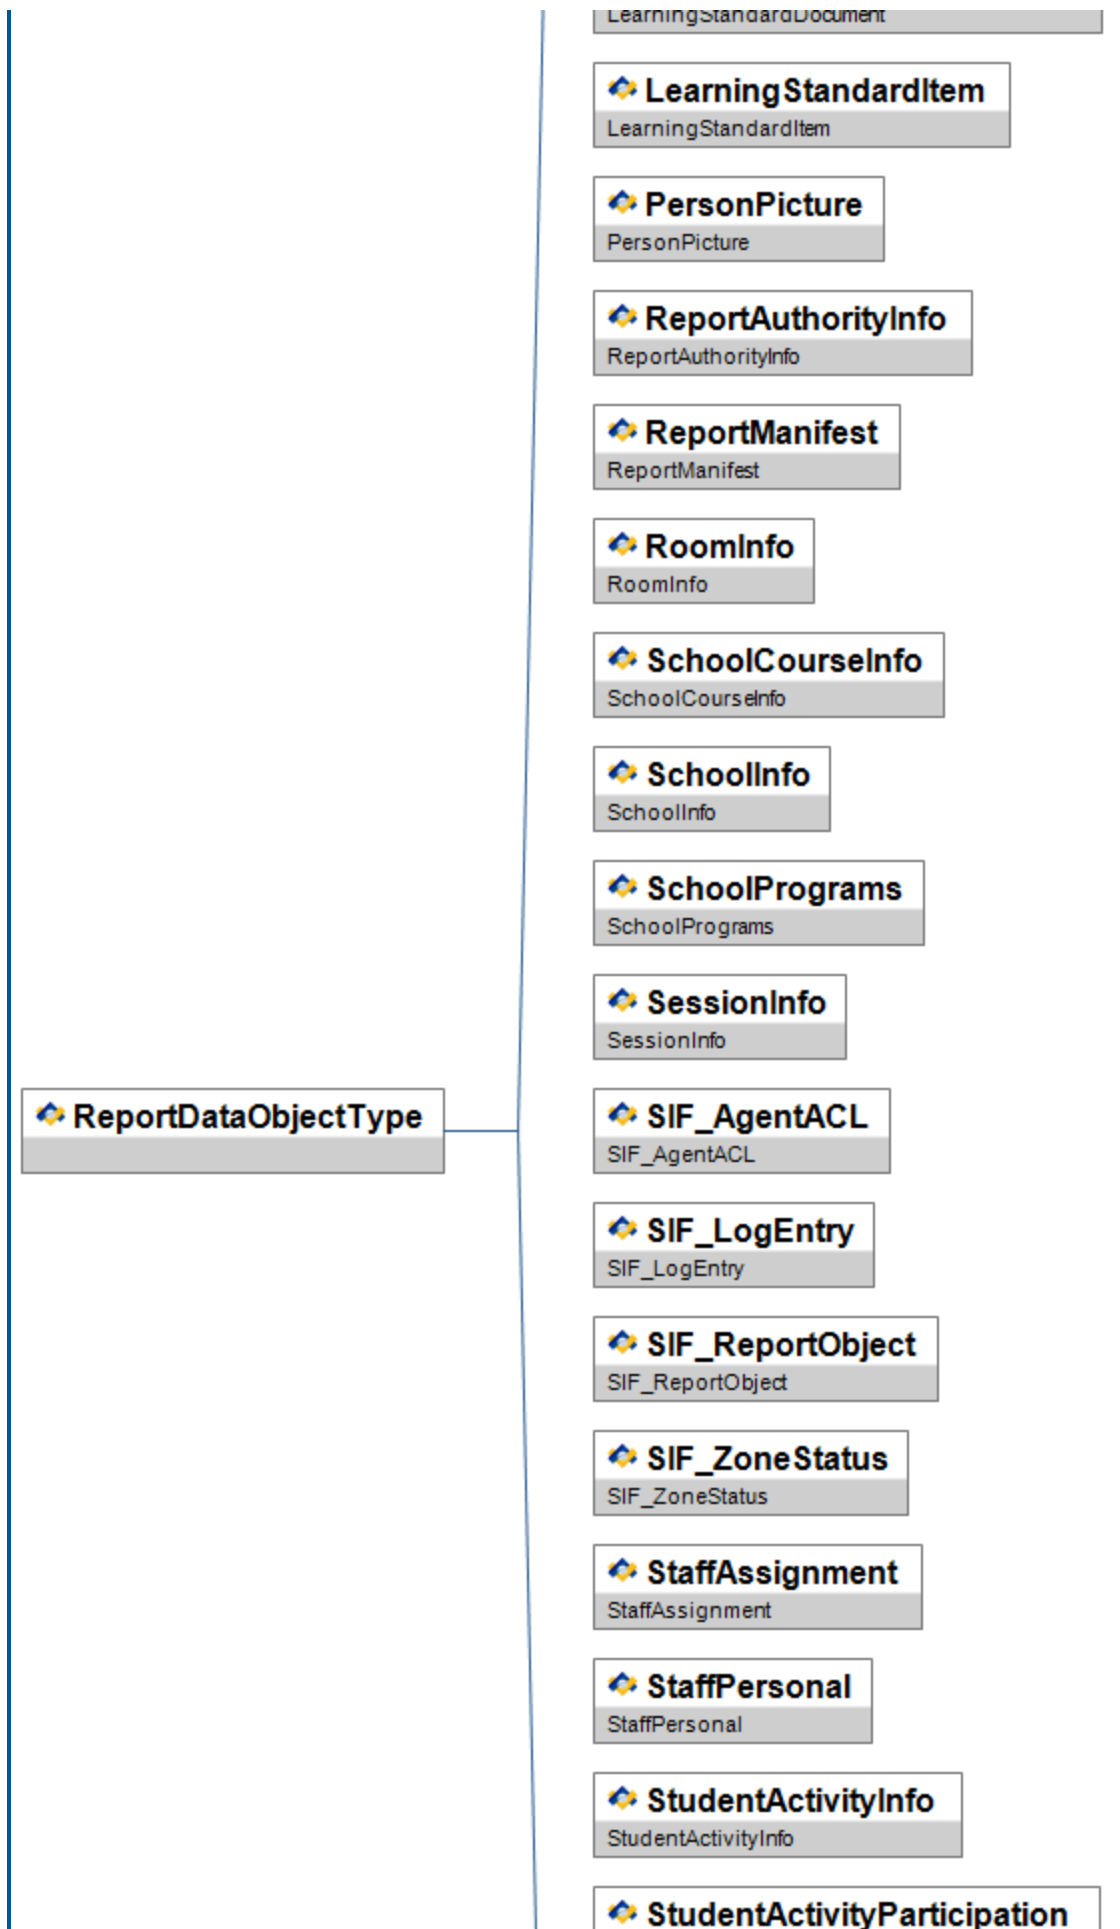 LearningStandardDocument
LearningStandardItem
LearningStandardItem
PersonPicture
PersonPicture
ReportAuthorityInfo
ReportAuthorityInfo
ReportManifest
ReportManifest
RoomInfo
RoomInfo
SchoolCourseInfo
SchoolCourseInfo
SchoolInfo
SchoolInfo
SchoolPrograms
SchoolPrograms
SessionInfo
SessionInfo
ReportDataObjectType
SIF_AgentACL
SIF_AgentACL
SIF_LogEntry
SIF_LogEntry
SIF_ReportObject
SIF_ReportObject
SIF_ZoneStatus
SIF_ZoneStatus
StaffAssignment
StaffAssignment
StaffPersonal
StaffPersonal
StudentActivityInfo
StudentActivityInfo
StudentActivityParticipation